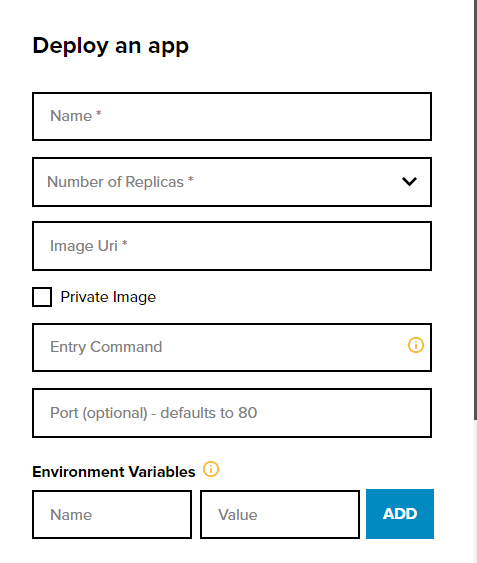 Deploy an app
Name *
Number of Replicas *
Image Uri *
Private Image
Entry Command
Port (optional) - defaults to 80
Environment Variables
Name Value ADD